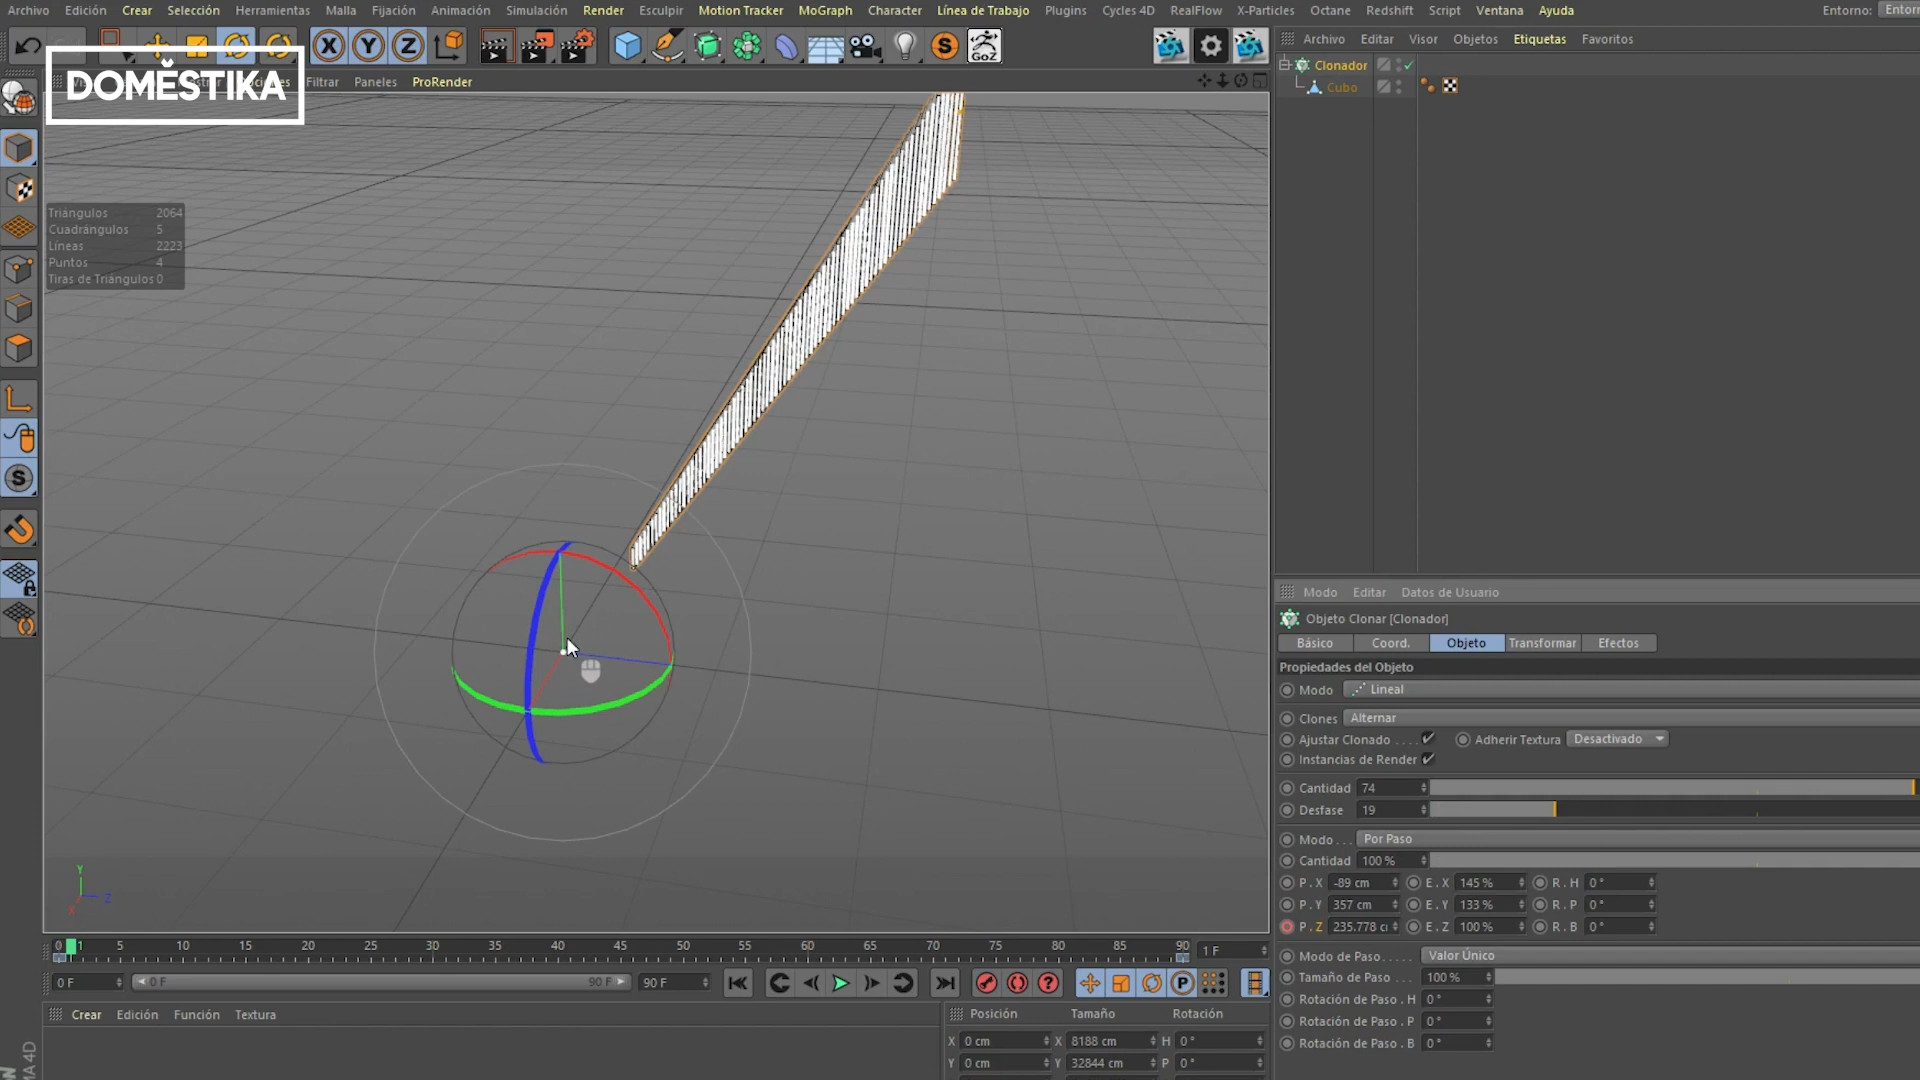 Archivo Edición Crear Selección Herramientas Malla Fijación Animación Simulación Render Esculpir Motion Tracker MoGraph Character Línea de Trabajo Plugins Cycles 4D RealFlow X-Particles Octane Redshift Script Ventana Ayuda Entorno:
X Y Z S GoZ
DOMĚSTIKA
Filtrar Paneles ProRender
Archivo Editar Visor Objetos Etiquetas Favoritos
Clonador
Cubo
Triángulos 2064
Cuadrángulos 5
Líneas 2223
Puntos 4
Tiras de Triángulos 0
S
Y
Z
X
Modo Editar Datos de Usuario
Objeto Clonar [Clonador]
Básico Coord. Objeto Transformar Efectos
Propiedades del Objeto
Modo Lineal
Clones Alternar
Ajustar Clonado .... Adherir Textura Desactivado
Instancias de Render
Cantidad 74
Desfase 19
Modo ... Por Paso
Cantidad 100 %
P . X -89 cm E . X 145 % R . H 0 °
P . Y 357 cm E . Y 133 % R . P 0 °
P . Z 235.778 E . Z 100 % R . B 0 °
Modo de Paso..... Valor Único
Tamaño de Paso ... 100 %
Rotación de Paso . H 0 °
Rotación de Paso . P 0 °
Rotación de Paso . B 0 °
0 1 5 10 15 20 25 30 35 40 45 50 55 60 65 70 75 80 85 90 1 F
0 F 0 F 90 F 90 F P
Crear Edición Función Textura
Posición Tamaño Rotación
X 0 cm X 8188 cm H 0 °
Y 0 cm Y 32844 cm P 0 °